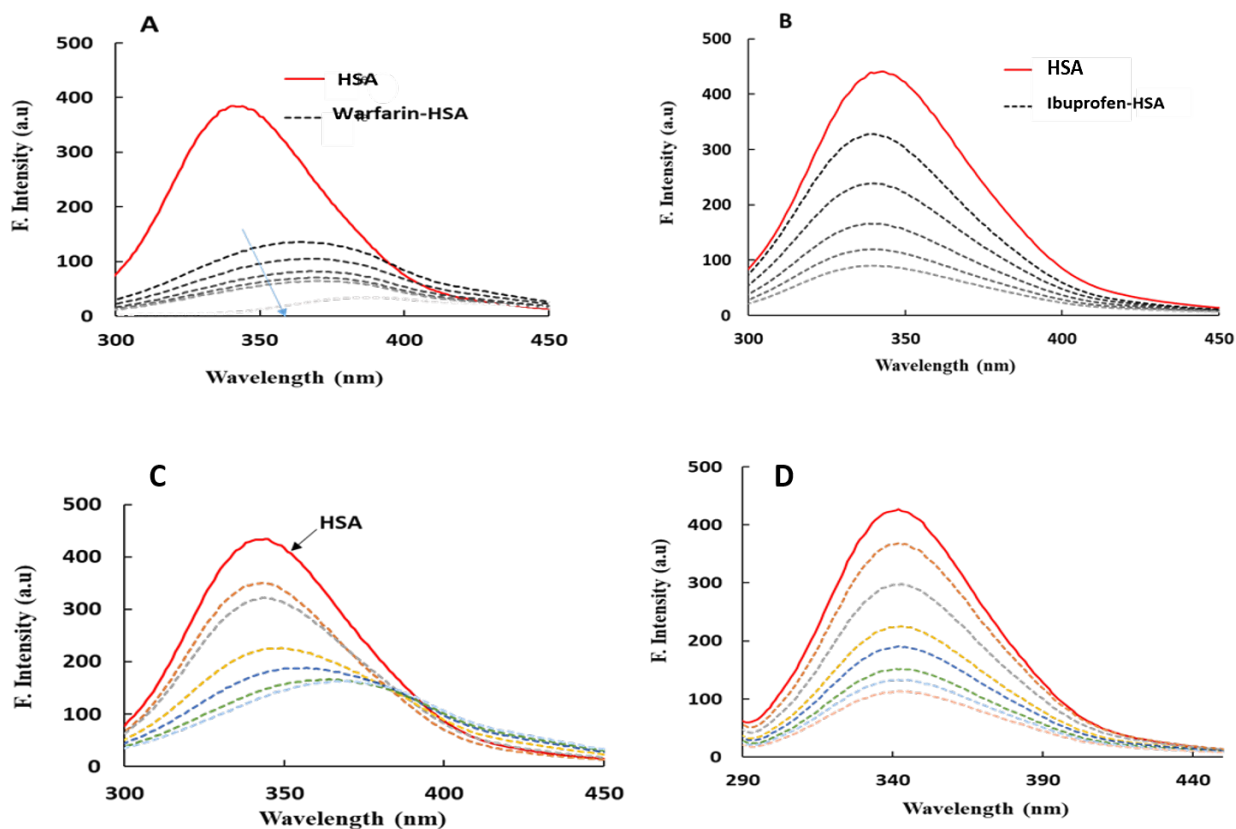 A
500
400
300
200
100
0
HSA
Warfarin-HSA
F. Intensity (a.u)
300 350 400 450
Wavelength (nm)
B
500
400
300
200
100
0
HSA
Ibuprofen-HSA
F. Intensity (a.u)
300 350 400 450
Wavelength (nm)
C
500
400
300
200
100
0
HSA
F. Intensity (a.u)
300 350 400 450
Wavelength (nm)
D
500
400
300
200
100
0
F. Intensity (a.u)
290 340 390 440
Wavelength (nm)